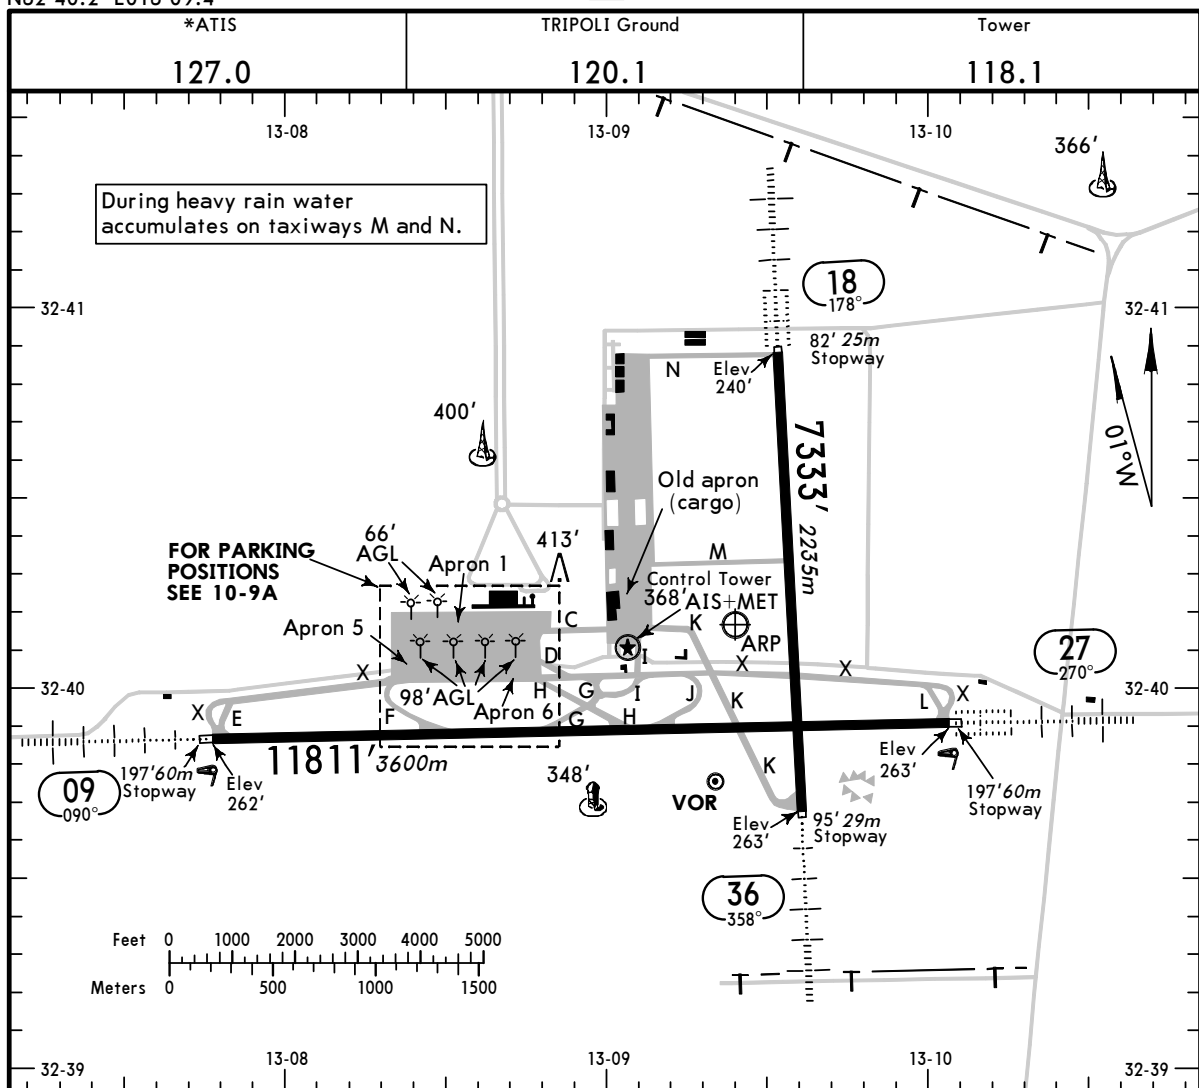 *ATIS
127.0
TRIPOLI Ground
120.1
Tower
118.1
13-08
13-09
13-10
366'
During heavy rain water
accumulates on taxiways M and N.
32-41
18
178°
32-41
82' 25m
Stopway
N
Elev
240'
01°W
400'
7333' 2235m
Old apron
(cargo)
66'
AGL
413'
FOR PARKING
POSITIONS
SEE 10-9A
Apron 1
M
Control Tower
368'
AIS+MET
C
K
ARP
Apron 5
D
I
X
X
X
27
270°
32-40
98' AGL
H
G
I
J
K
L
X
32-40
X
E
F
Apron 6
G
H
11811' 3600m
Elev
263'
197' 60m
Stopway
09
090°
197' 60m
Stopway
Elev
262'
348'
VOR
K
Elev
263'
95' 29m
Stopway
36
358°
Feet 0 1000 2000 3000 4000 5000
Meters 0 500 1000 1500
32-39
13-08
13-09
13-10
32-39